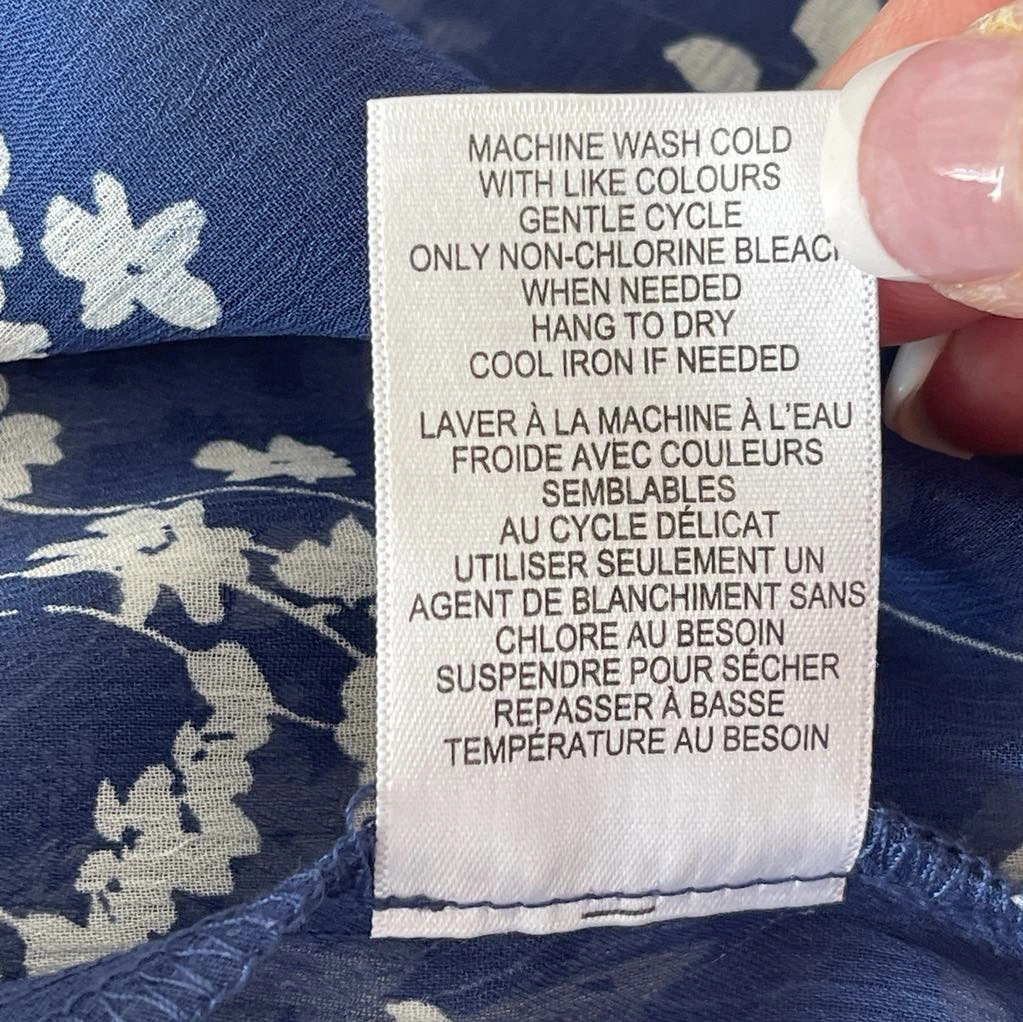 MACHINE WASH COLD
WITH LIKE COLOURS
GENTLE CYCLE
ONLY NON-CHLORINE BLEACH
WHEN NEEDED
HANG TO DRY
COOL IRON IF NEEDED
LAVER À LA MACHINE À L'EAU
FROIDE AVEC COULEURS
SEMBLABLES
AU CYCLE DÉLICAT
UTILISER SEULEMENT UN
AGENT DE BLANCHIMENT SANS
CHLORE AU BESOIN
SUSPENDRE POUR SÉCHER
REPASSER À BASSE
TEMPÉRATURE AU BESOIN